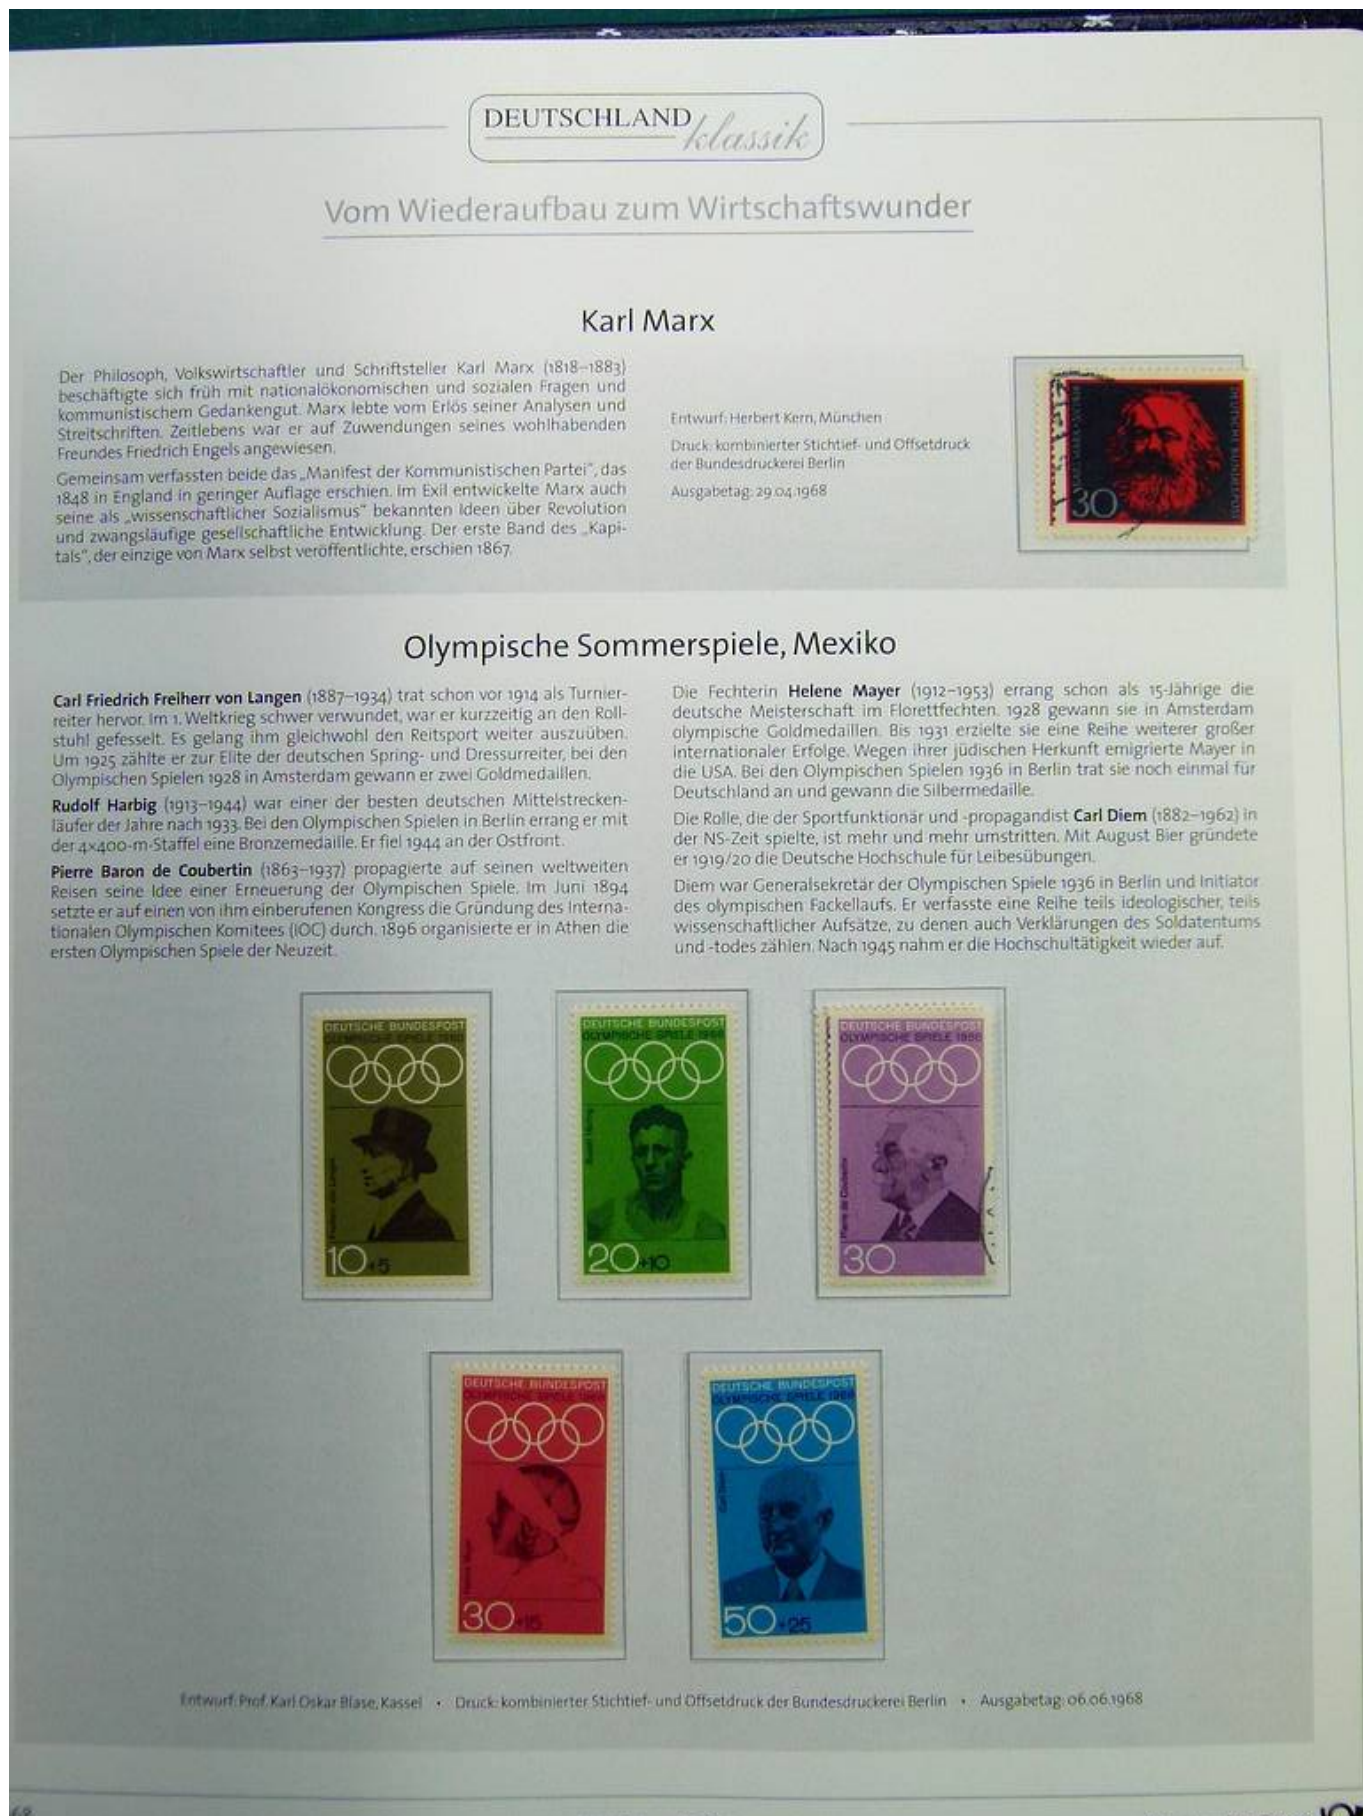 DEUTSCHLAND
klassik
Vom Wiederaufbau zum Wirtschaftswunder
Karl Marx
Der Philosoph, Volkswirtschaftler und Schriftsteller Karl Marx (1818–1883)
beschäftigte sich früh mit nationalökonomischen und sozialen Fragen und
kommunistischem Gedankengut. Marx lebte vom Erlös seiner Analysen und
Streitschriften. Zeitlebens war er auf Zuwendungen seines wohlhabenden
Freundes Friedrich Engels angewiesen.
Gemeinsam verfassten beide das „Manifest der Kommunistischen Partei“, das
1848 in England in geringer Auflage erschien. Im Exil entwickelte Marx auch
seine als „wissenschaftlicher Sozialismus“ bekannten Ideen über Revolution
und zwangsläufige gesellschaftliche Entwicklung. Der erste Band des „Kapi-
tals“, der einzige von Marx selbst veröffentlichte, erschien 1867.
Entwurf: Herbert Kern, München
Druck: kombinierter Stichtief- und Offsetdruck
der Bundesdruckerei Berlin
Ausgabetag: 29.04.1968
30
Olympische Sommerspiele, Mexiko
Carl Friedrich Freiherr von Langen (1887–1934) trat schon vor 1914 als Turnier-
reiter hervor. Im 1. Weltkrieg schwer verwundet, war er kurzzeitig an den Roll-
stuhl gefesselt. Es gelang ihm gleichwohl den Reitsport weiter auszuüben.
Um 1925 zählte er zur Elite der deutschen Spring- und Dressurreiter, bei den
Olympischen Spielen 1928 in Amsterdam gewann er zwei Goldmedaillen.
Rudolf Harbig (1913–1944) war einer der besten deutschen Mittelstrecken-
läufer der Jahre nach 1933. Bei den Olympischen Spielen in Berlin errang er mit
der 4×400-m-Staffel eine Bronzemedaille. Er fiel 1944 an der Ostfront.
Pierre Baron de Coubertin (1863–1937) propagierte auf seinen weltweiten
Reisen seine Idee einer Erneuerung der Olympischen Spiele. Im Juni 1894
setzte er auf einen von ihm einberufenen Kongress die Gründung des Interna-
tionalen Olympischen Komitees (IOC) durch. 1896 organisierte er in Athen die
ersten Olympischen Spiele der Neuzeit.
Die Fechterin Helene Mayer (1912–1953) errang schon als 15-Jährige die
deutsche Meisterschaft im Florettfechten. 1928 gewann sie in Amsterdam
olympische Goldmedaillen. Bis 1931 erzielte sie eine Reihe weiterer großer
internationaler Erfolge. Wegen ihrer jüdischen Herkunft emigrierte Mayer in
die USA. Bei den Olympischen Spielen 1936 in Berlin trat sie noch einmal für
Deutschland an und gewann die Silbermedaille.
Die Rolle, die der Sportfunktionär und -propagandist Carl Diem (1882–1962) in
der NS-Zeit spielte, ist mehr und mehr umstritten. Mit August Bier gründete
er 1919/20 die Deutsche Hochschule für Leibesübungen.
Diem war Generalsekretär der Olympischen Spiele 1936 in Berlin und Initiator
des olympischen Fackellaufs. Er verfasste eine Reihe teils ideologischer, teils
wissenschaftlicher Aufsätze, zu denen auch Verklärungen des Soldatentums
und -todes zählen. Nach 1945 nahm er die Hochschultätigkeit wieder auf.
DEUTSCHE BUNDESPOST
OLYMPISCHE SPIELE 1968
10+5
DEUTSCHE BUNDESPOST
OLYMPISCHE SPIELE 1968
20+10
DEUTSCHE BUNDESPOST
OLYMPISCHE SPIELE 1968
Pierre de Coubertin
30
DEUTSCHE BUNDESPOST
OLYMPISCHE SPIELE 1968
30+15
DEUTSCHE BUNDESPOST
OLYMPISCHE SPIELE 1968
50+25
Entwurf: Prof. Karl Oskar Blase, Kassel • Druck: kombinierter Stichtief- und Offsetdruck der Bundesdruckerei Berlin • Ausgabetag: 06.06.1968